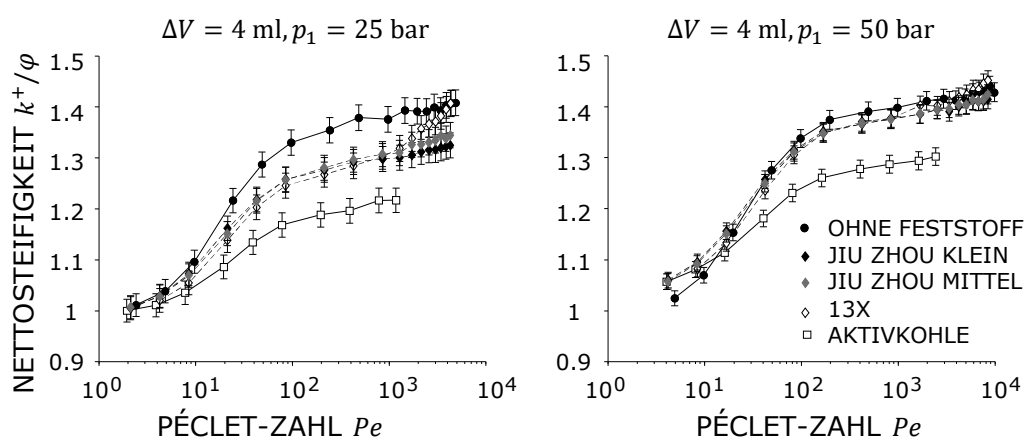 ΔV = 4 ml, p₁ = 25 bar
ΔV = 4 ml, p₁ = 50 bar
NETTOSTEIFIGKEIT k⁺/φ
1.5
1.4
1.3
1.2
1.1
1
0.9
10⁰
10¹
10²
10³
10⁴
PÉCLET-ZAHL Pe
1.5
1.4
1.3
1.2
1.1
1
0.9
10⁰
10¹
10²
10³
10⁴
PÉCLET-ZAHL Pe
OHNE FESTSTOFF
JIU ZHOU KLEIN
JIU ZHOU MITTEL
13X
AKTIVKOHLE